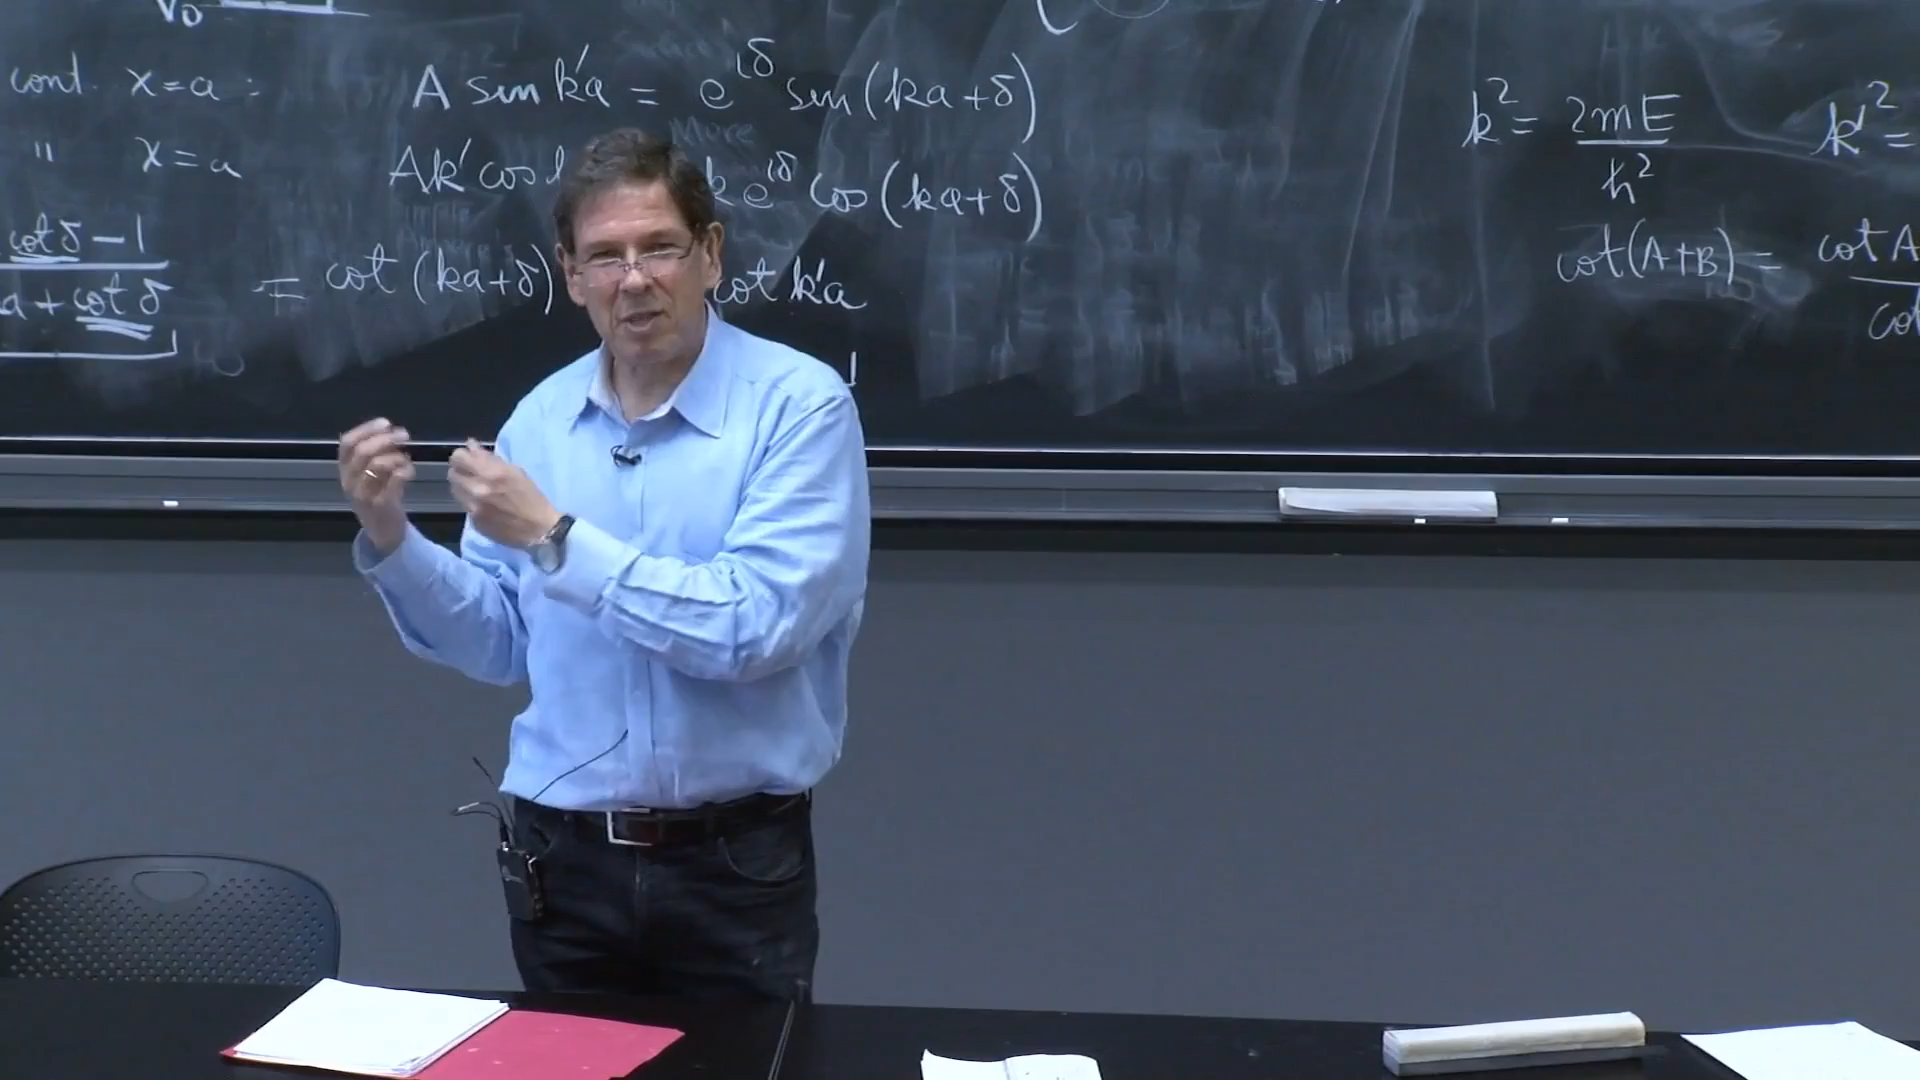 V₀
cont. x=a : A sin k'a = e^{iδ} sin(ka+δ)
" x=a Ak' cos ke^{iδ} cos(ka+δ)
cot δ - 1
a + cot δ
= cot(ka+δ) cot k'a
k² = 2mE / ħ² k'² =
cot(A+B) = cot A
cot